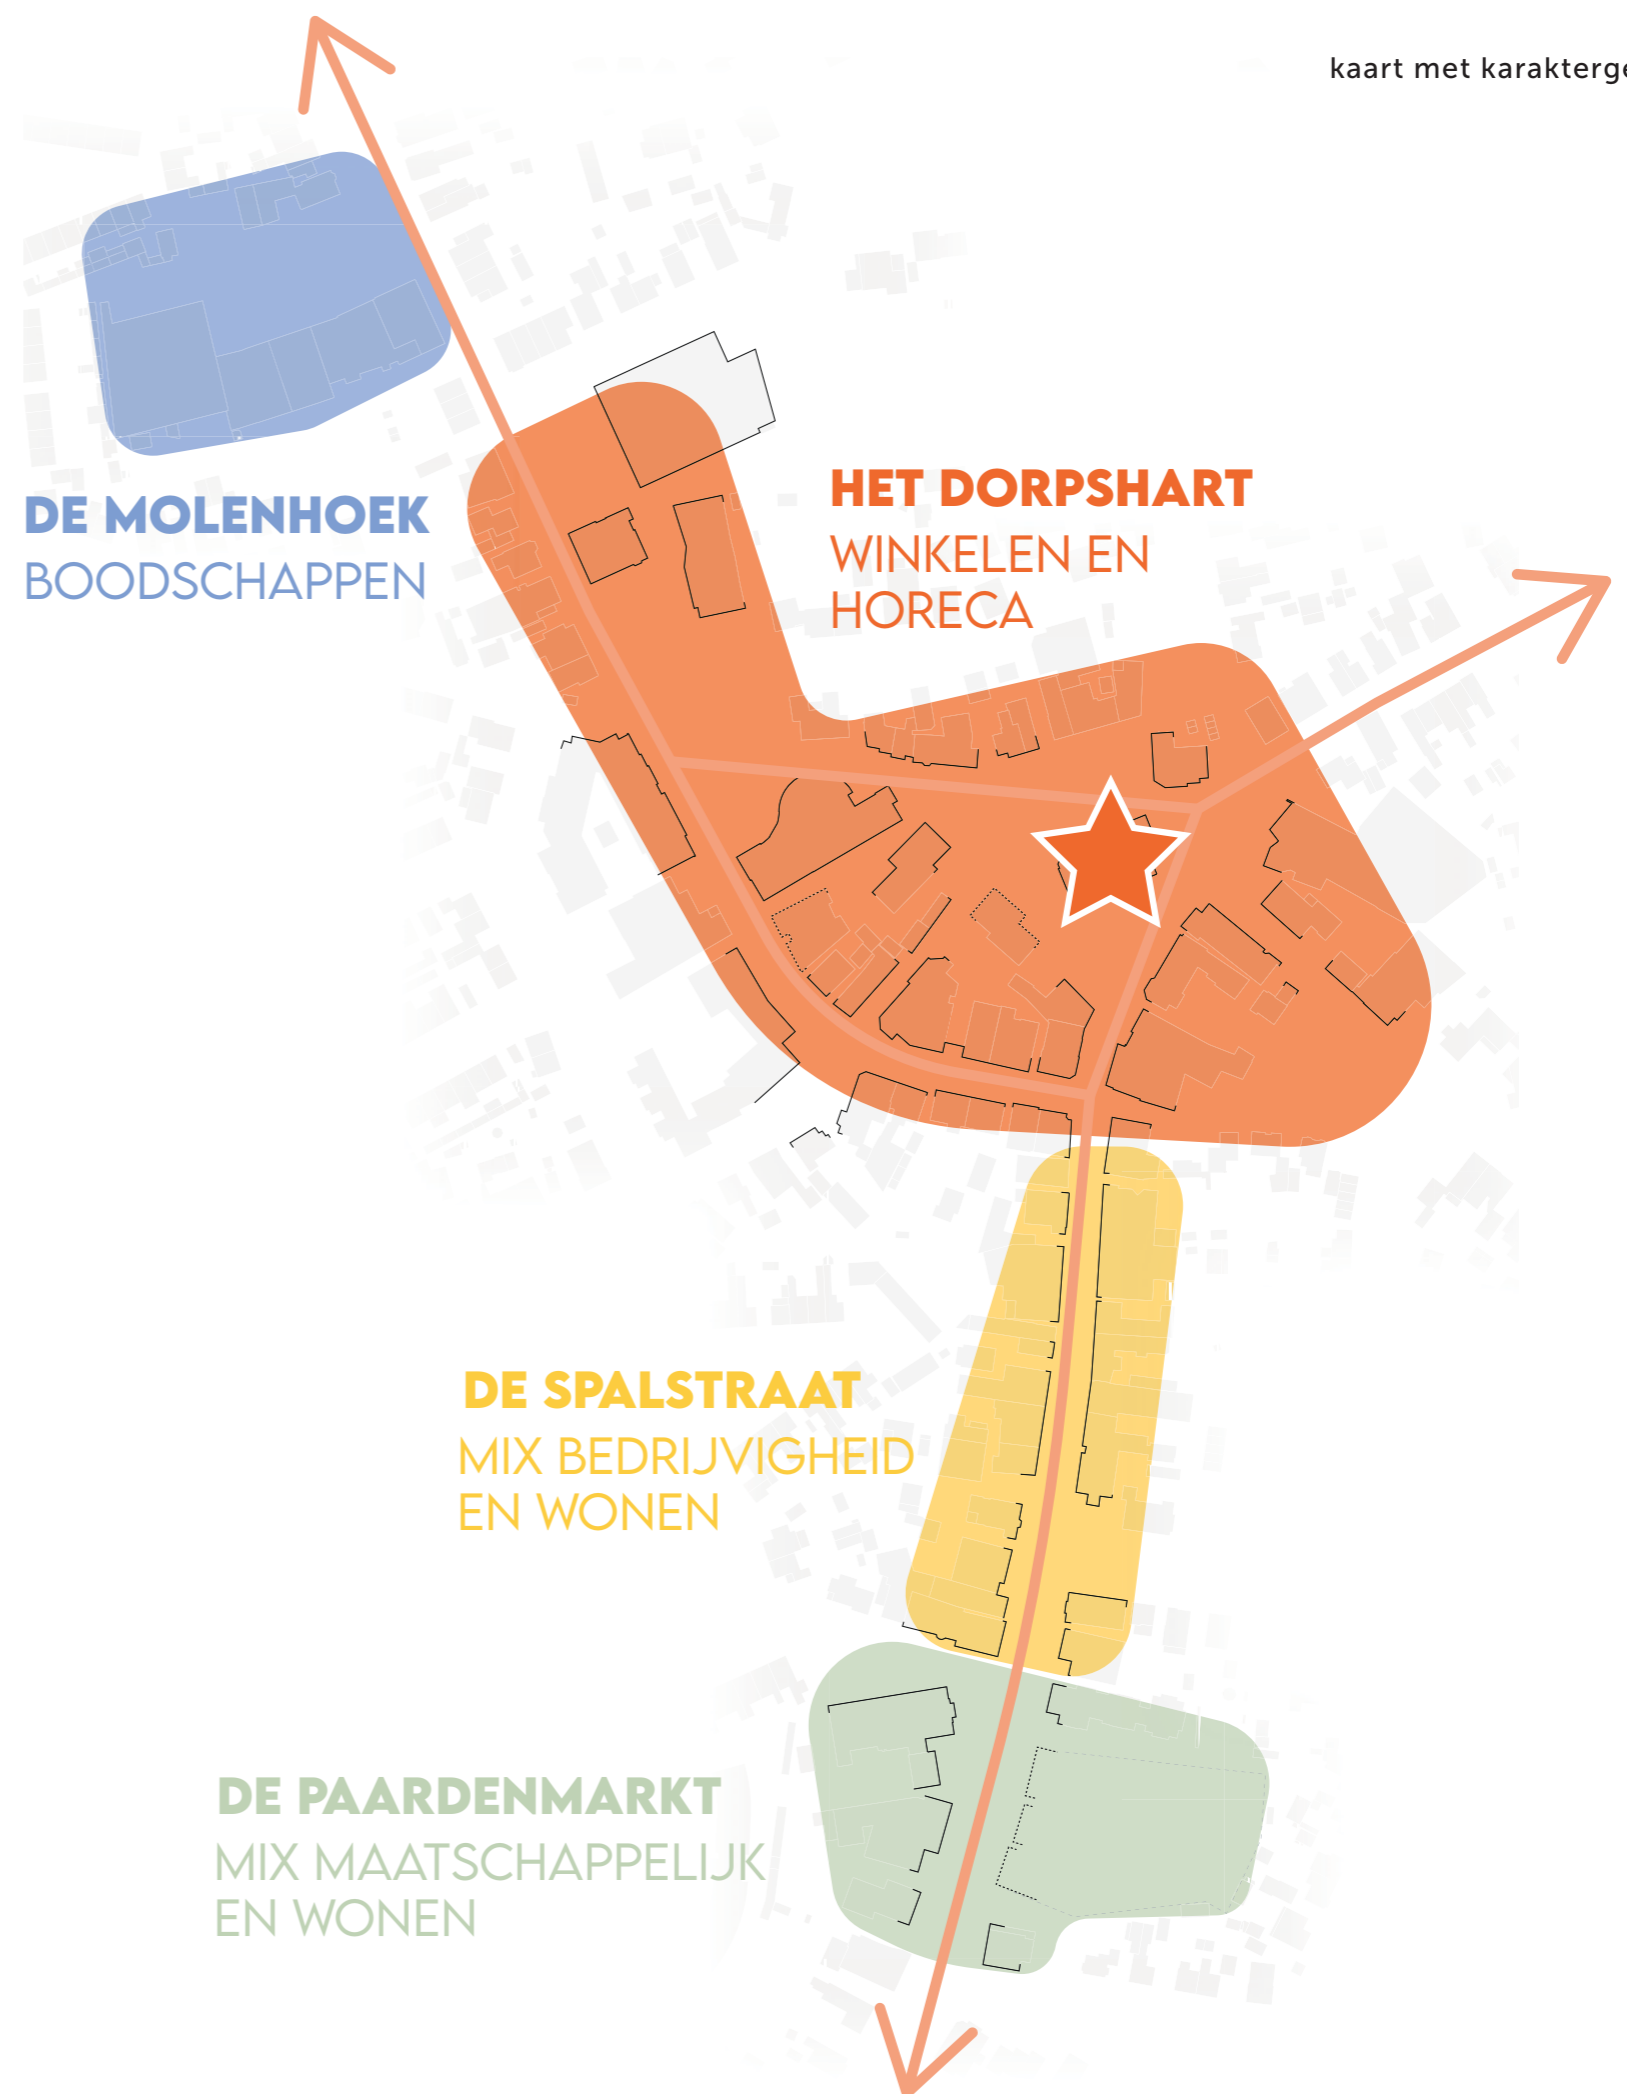 kaart met
DE MOLENHOEK
BOODSCHAPPEN
HET DORPSHART
WINKELEN EN
HORECA
DE SPALSTRAAT
MIX BEDRIJVIGHEID
EN WONEN
DE PAARDENMARKT
MIX MAATSCHAPPELIJK
EN WONEN